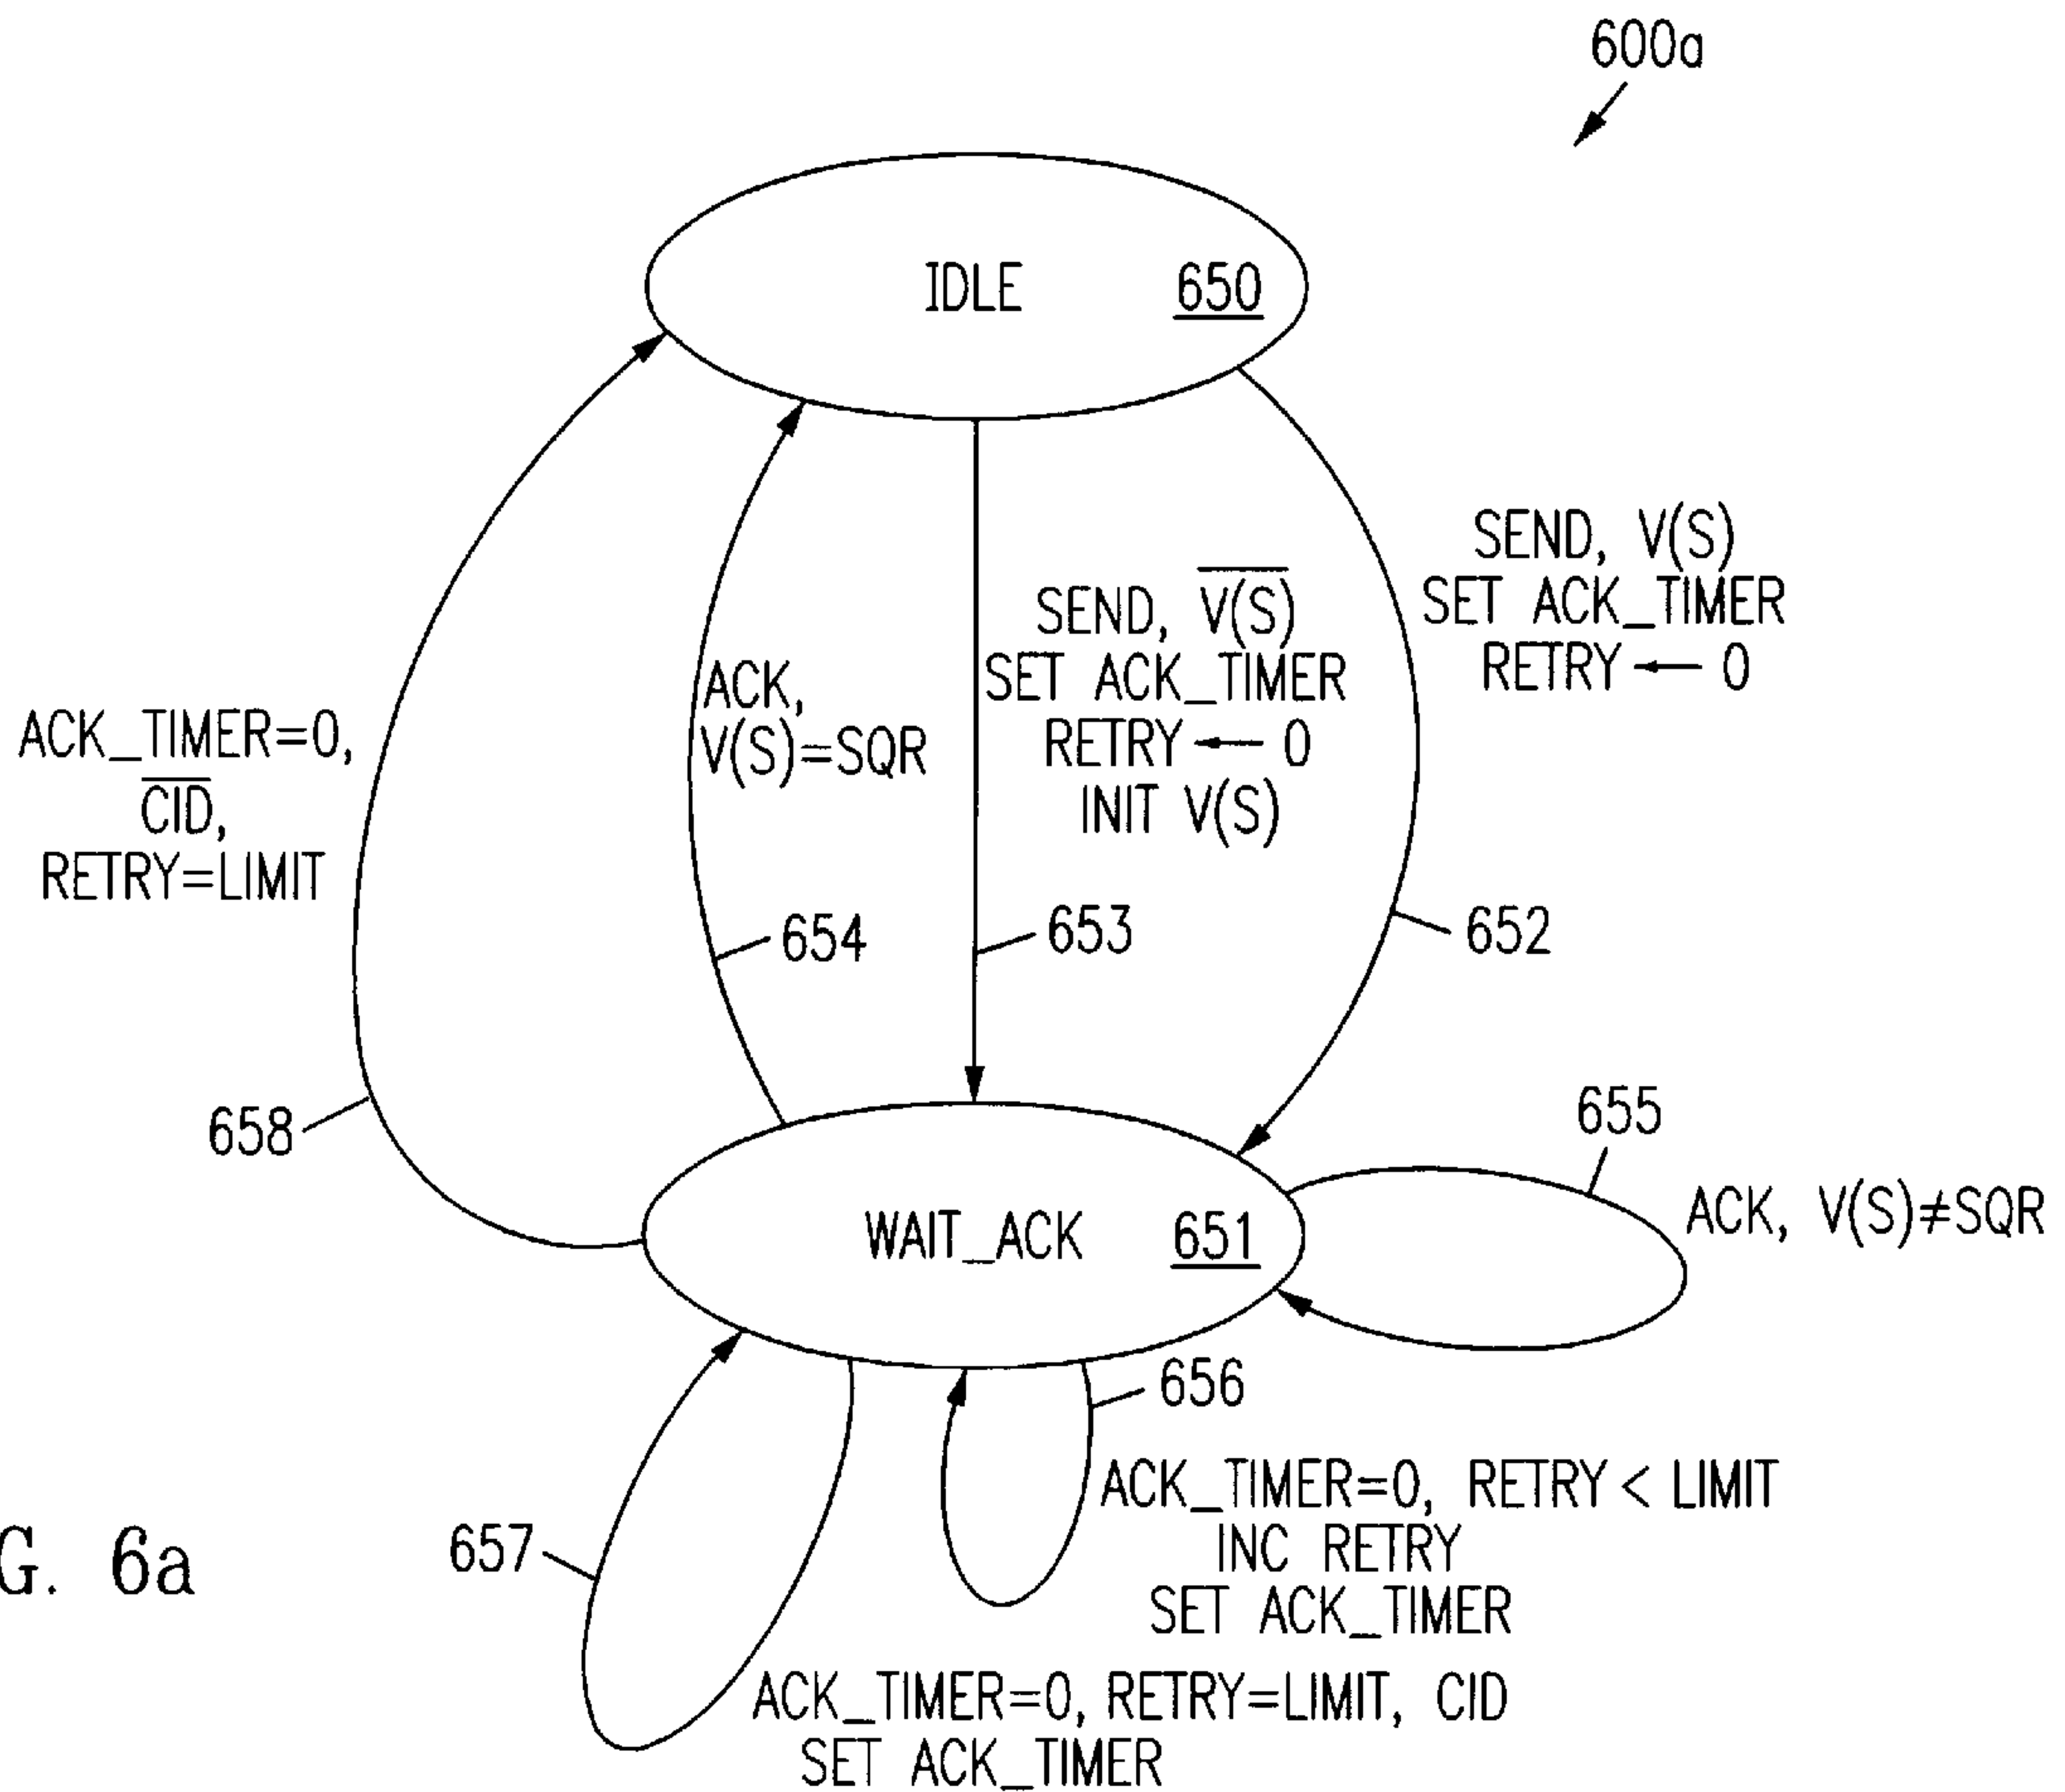 600a
IDLE 650
SEND, V(S)
SET ACK_TIMER
RETRY ← 0
SEND, V̅(̅S̅)̅
SET ACK_TIMER
RETRY ← 0
INIT V(S)
ACK,
V(S)=SQR
ACK_TIMER=0,
C̅I̅D̅,
RETRY=LIMIT
654
653
652
658
655
WAIT_ACK 651
ACK, V(S)≠SQR
656
ACK_TIMER=0, RETRY < LIMIT
INC RETRY
SET ACK_TIMER
657
G. 6a
ACK_TIMER=0, RETRY=LIMIT, CID
SET ACK_TIMER